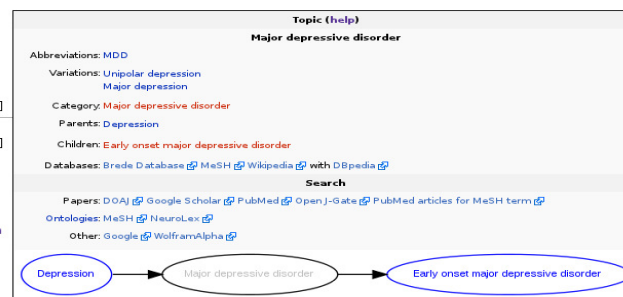 Topic (help)
Major depressive disorder
Abbreviations: MDD
Variations: Unipolar depression
Major depression
Category: Major depressive disorder
Parents: Depression
Children: Early onset major depressive disorder
Databases: Brede Database MeSH Wikipedia with DBpedia
Search
Papers: DOAJ Google Scholar PubMed Open J-Gate PubMed articles for MeSH term
Ontologies: MeSH NeuroLex
Other: Google WolframAlpha
Depression Major depressive disorder Early onset major depressive disorder